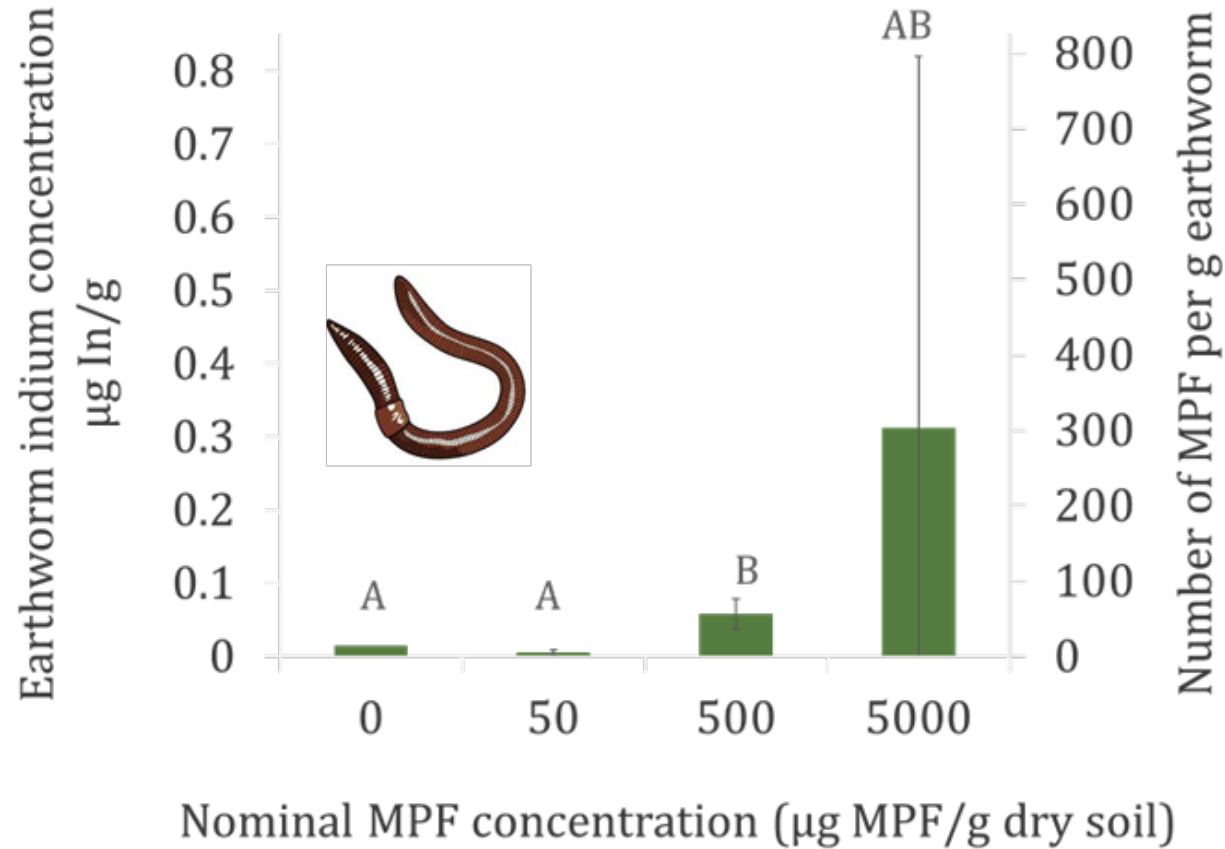 Earthworm indium concentration
µg In/g
0.8
0.7
0.6
0.5
0.4
0.3
0.2
0.1
0
A
A
B
AB
800
700
600
500
400
300
200
100
0
Number of MPF per g earthworm
0
50
500
5000
Nominal MPF concentration (µg MPF/g dry soil)